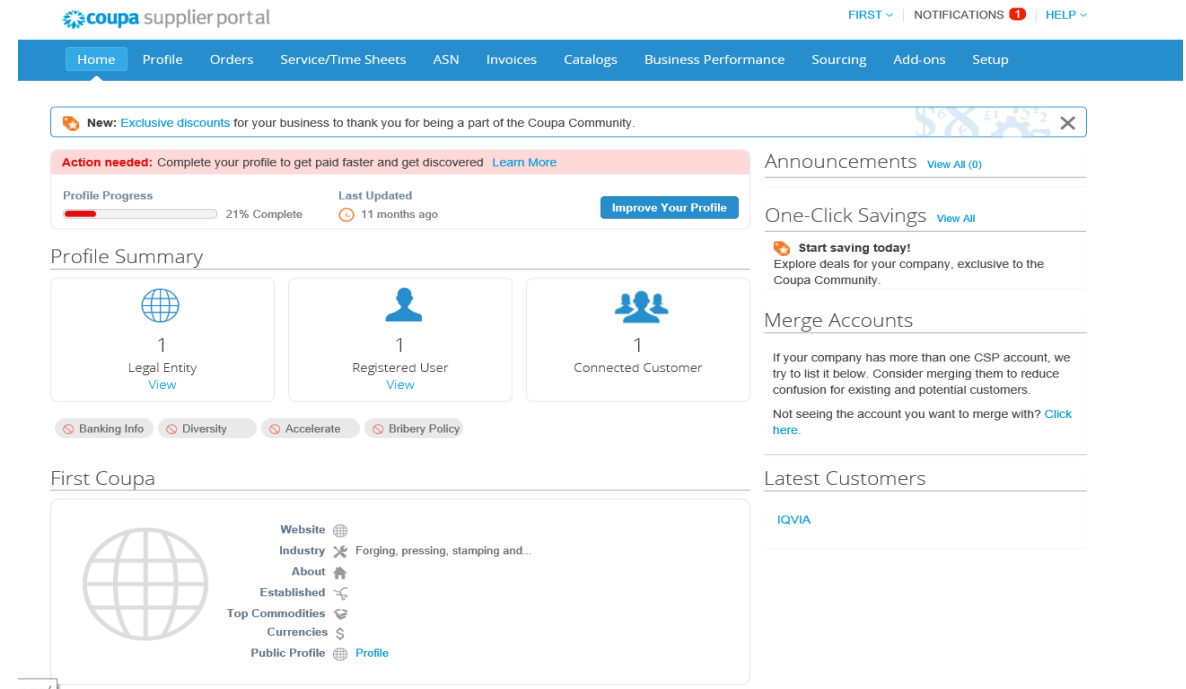 coupa supplier portal
FIRST NOTIFICATIONS 1 HELP
Home Profile Orders Service/Time Sheets ASN Invoices Catalogs Business Performance Sourcing Add-ons Setup
New: Exclusive discounts for your business to thank you for being a part of the Coupa Community.
Action needed: Complete your profile to get paid faster and get discovered Learn More
Profile Progress
21% Complete
Last Updated
11 months ago
Improve Your Profile
Profile Summary
1
Legal Entity
View
1
Registered User
View
1
Connected Customer
Banking Info Diversity Accelerate Bribery Policy
First Coupa
Website
Industry Forging, pressing, stamping and...
About
Established
Top Commodities
Currencies $
Public Profile Profile
Announcements View All (0)
One-Click Savings View All
Start saving today!
Explore deals for your company, exclusive to the
Coupa Community.
Merge Accounts
If your company has more than one CSP account, we
try to list it below. Consider merging them to reduce
confusion for existing and potential customers.
Not seeing the account you want to merge with? Click
here.
Latest Customers
IQVIA